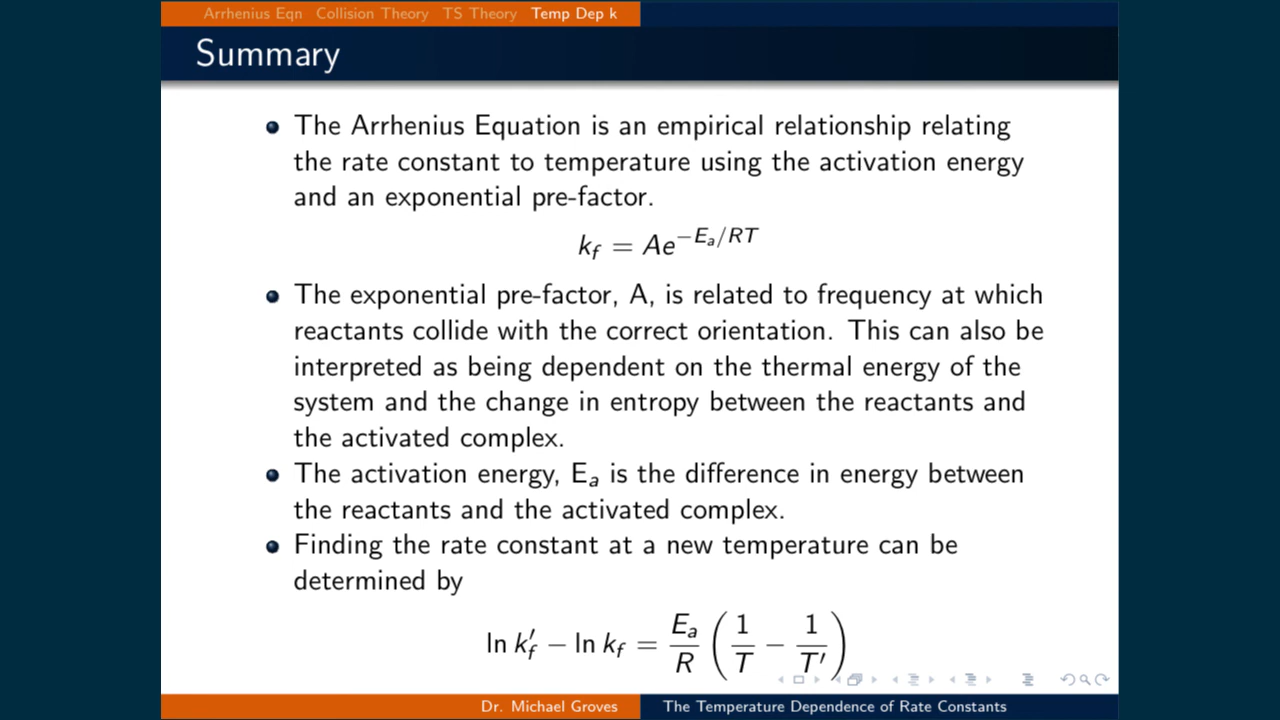 Arrhenius Eqn Collision Theory TS Theory Temp Dep k
Summary
The Arrhenius Equation is an empirical relationship relating
the rate constant to temperature using the activation energy
and an exponential pre-factor.
k_f = Ae^{−E_a/RT}
The exponential pre-factor, A, is related to frequency at which
reactants collide with the correct orientation. This can also be
interpreted as being dependent on the thermal energy of the
system and the change in entropy between the reactants and
the activated complex.
The activation energy, E_a is the difference in energy between
the reactants and the activated complex.
Finding the rate constant at a new temperature can be
determined by
ln k′_f − ln k_f = E_a/R (1/T − 1/T′)
Dr. Michael Groves The Temperature Dependence of Rate Constants